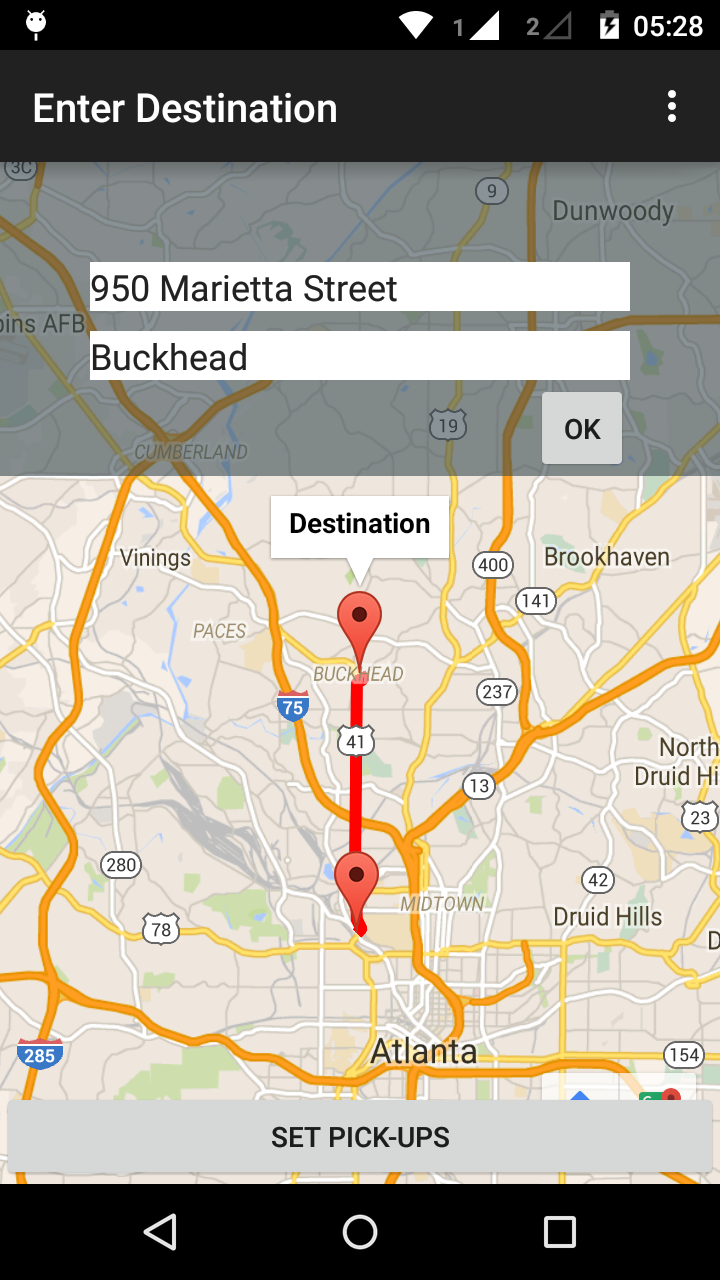 1 2 05:28
Enter Destination
3C
9
Dunwoody
950 Marietta Street
bins AFB
Buckhead
19
OK
CUMBERLAND
Destination
Vinings
400
Brookhaven
141
PACES
BUCKHEAD
237
75
41
North
Druid Hi
13
23
280
42
MIDTOWN
Druid Hills
78
D
Atlanta
285
154
G
SET PICK-UPS